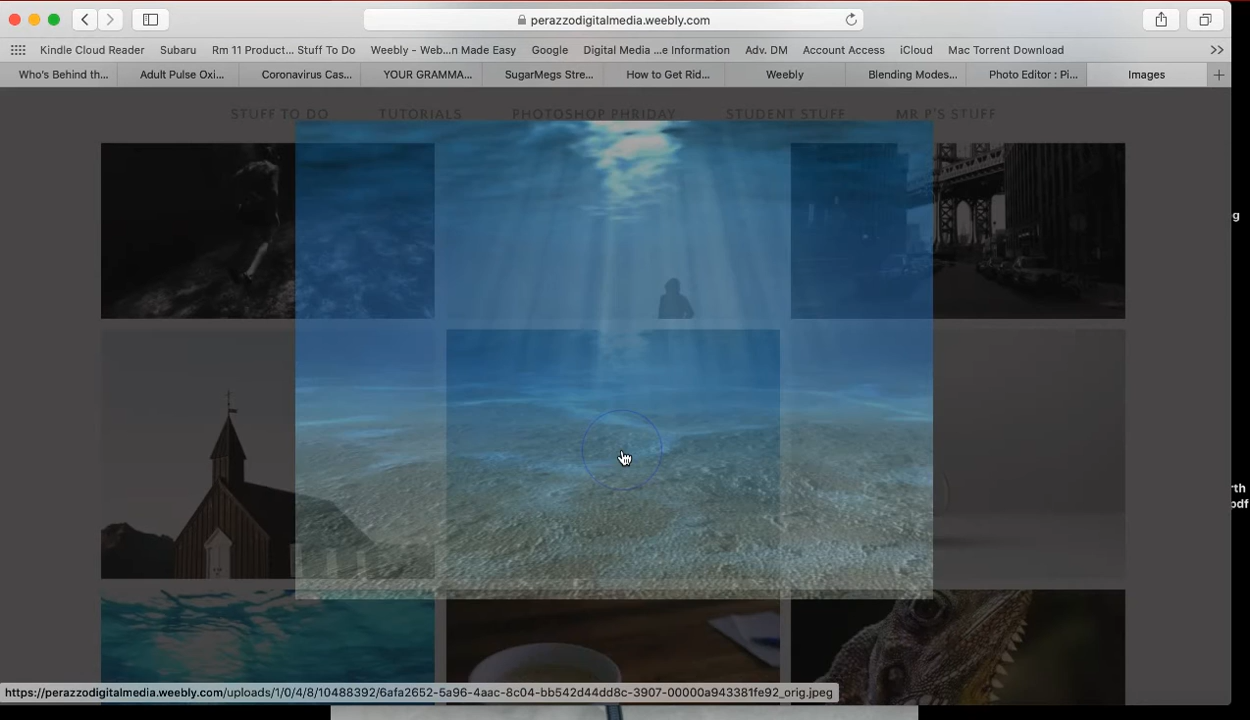 perazzodigitalmedia.weebly.com
Kindle Cloud Reader Subaru Rm 11 Product... Stuff To Do Weebly - Web...n Made Easy Google Digital Media ...e Information Adv. DM Account Access iCloud Mac Torrent Download
Who's Behind th... Adult Pulse Oxi... Coronavirus Cas... YOUR GRAMMA... SugarMegs Stre... How to Get Rid... Weebly Blending Modes... Photo Editor : Pi... Images
STUFF TO DO TUTORIALS PHOTOSHOP PHRIDAY STUDENT STUFF MR P'S STUFF
g
rth
pdf
https://perazzodigitalmedia.weebly.com/uploads/1/0/4/8/10488392/6afa2652-5a96-4aac-8c04-bb542d44dd8c-3907-00000a943381fe92_orig.jpeg